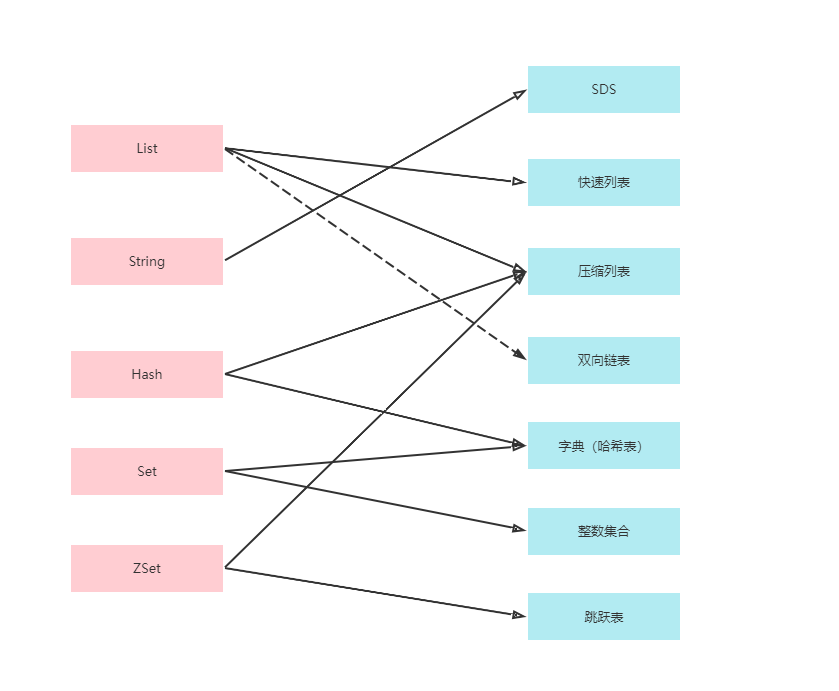 List
String
Hash
Set
ZSet
SDS
快速列表
压缩列表
双向链表
字典（哈希表）
整数集合
跳跃表